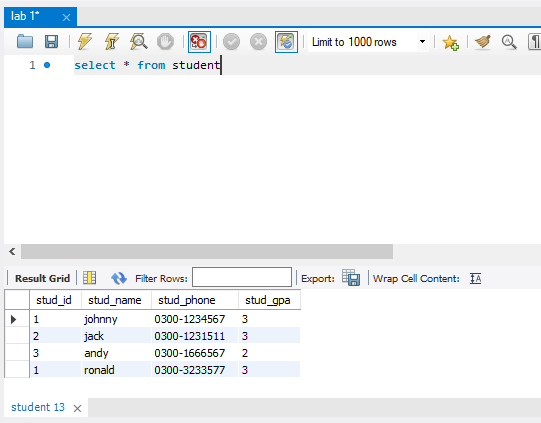 lab 1*
Limit to 1000 rows
1 select * from student
Result Grid Filter Rows: Export: Wrap Cell Content:
stud_id stud_name stud_phone stud_gpa
1 johnny 0300-1234567 3
2 jack 0300-1231511 3
3 andy 0300-1666567 2
1 ronald 0300-3233577 3
student 13